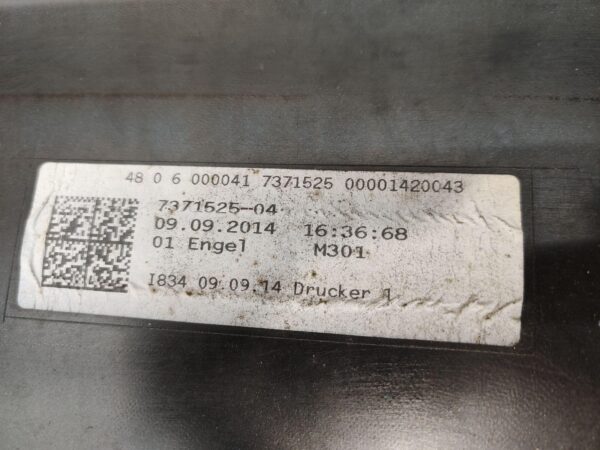 48 0 6 000041 7371525 00001420043
7371525-04
09.09.2014 16:36:68
01 Engel M301
I834 09.09.14 Drucker 1